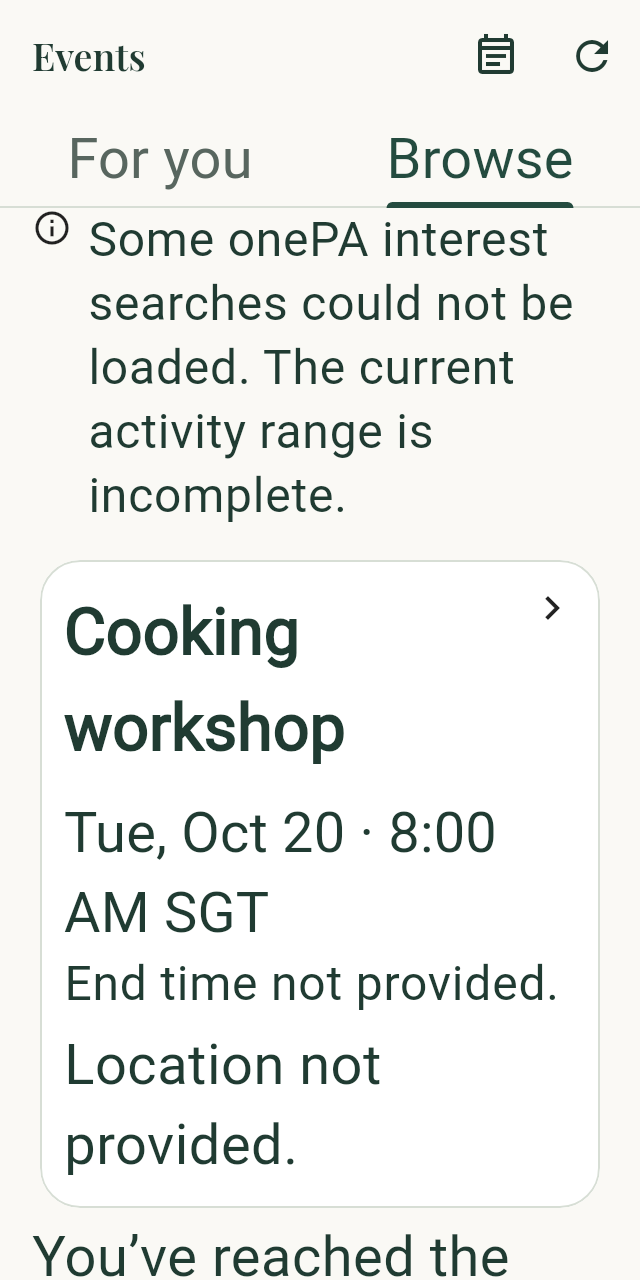 Events
For you
Browse
Some onePA interest
searches could not be
loaded. The current
activity range is
incomplete.
Cooking
workshop
Tue, Oct 20 · 8:00
AM SGT
End time not provided.
Location not
provided.
You’ve reached the